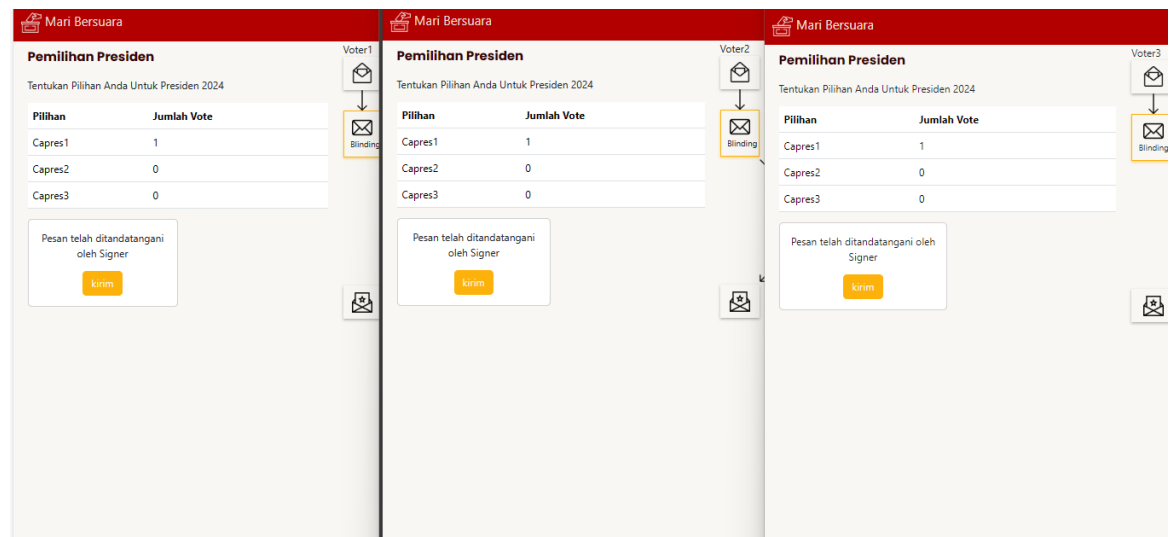 Mari Bersuara
Pemilihan Presiden
Voter1
Tentukan Pilihan Anda Untuk Presiden 2024
Pilihan Jumlah Vote
Capres1 1
Blinding
Capres2 0
Capres3 0
Pesan telah ditandatangani
oleh Signer
kirim
Mari Bersuara
Pemilihan Presiden
Voter2
Tentukan Pilihan Anda Untuk Presiden 2024
Pilihan Jumlah Vote
Capres1 1
Blinding
Capres2 0
Capres3 0
Pesan telah ditandatangani
oleh Signer
kirim
Mari Bersuara
Pemilihan Presiden
Voter3
Tentukan Pilihan Anda Untuk Presiden 2024
Pilihan Jumlah Vote
Capres1 1
Blinding
Capres2 0
Capres3 0
Pesan telah ditandatangani oleh
Signer
kirim